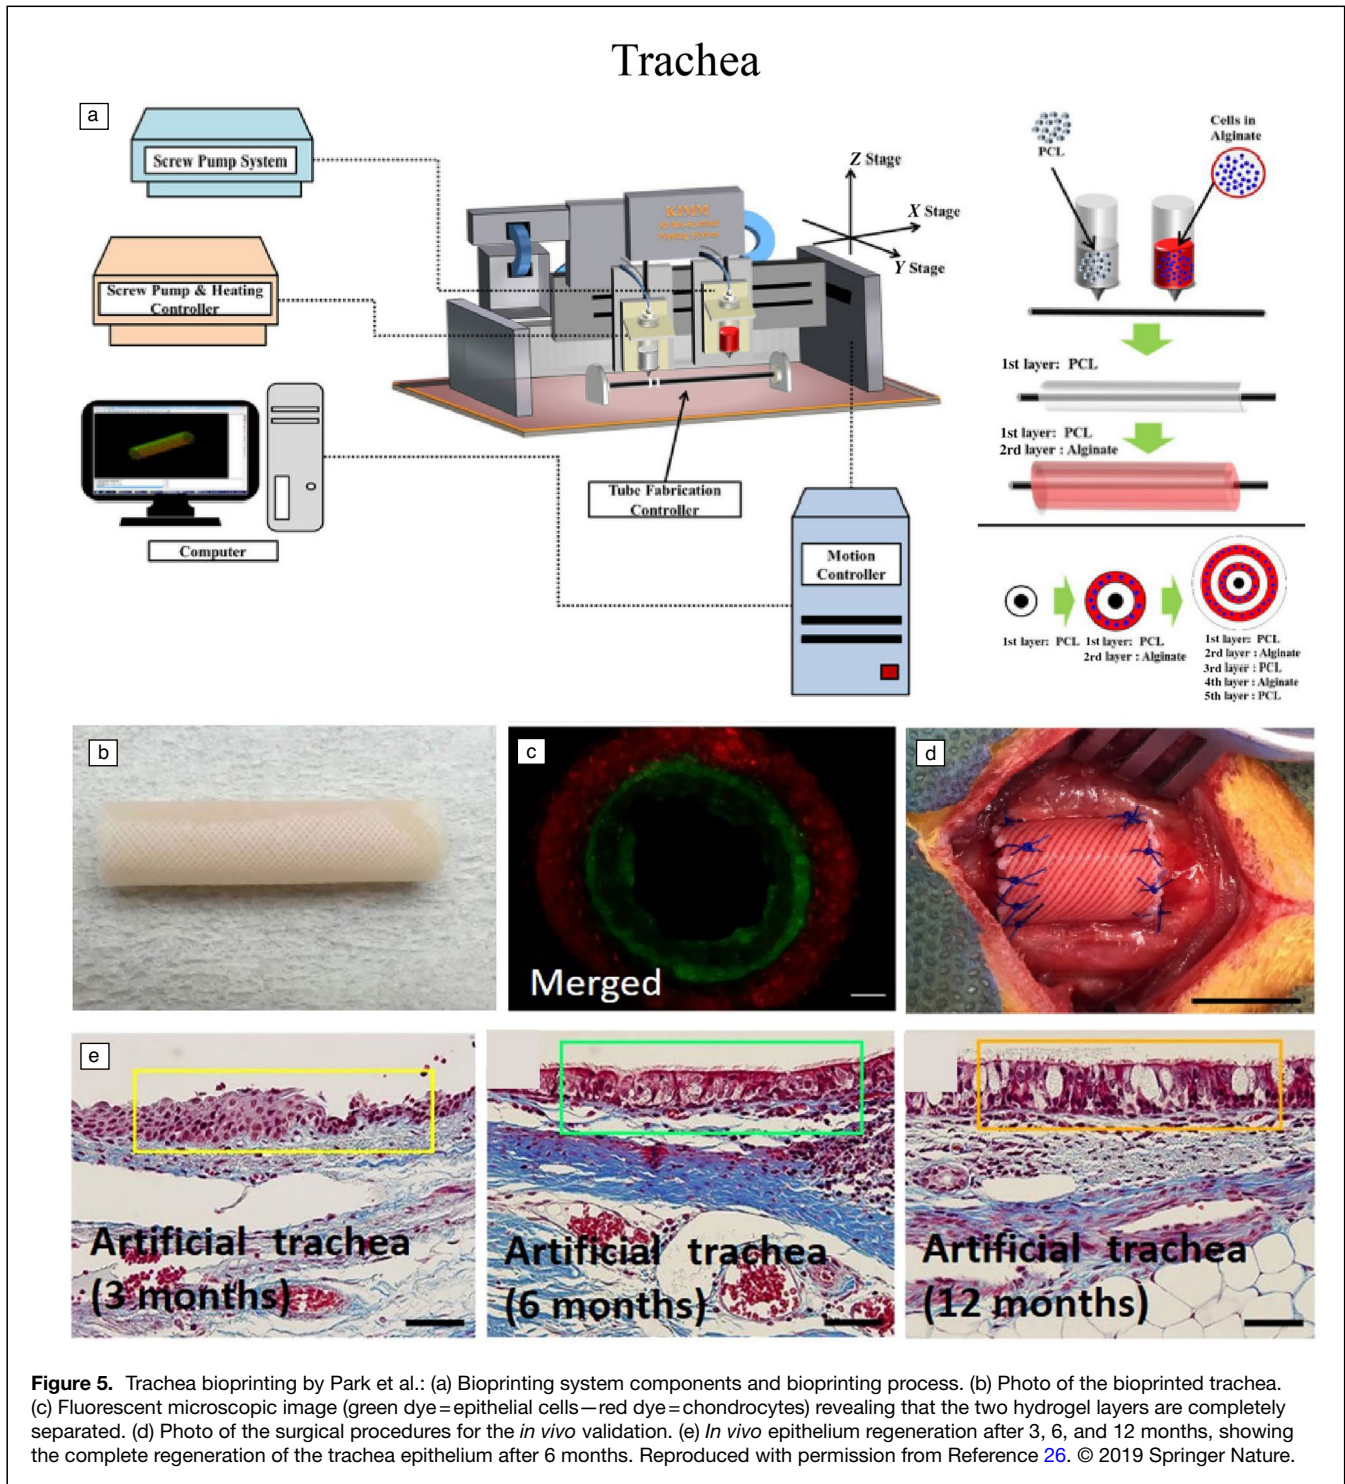 Trachea
a
Screw Pump System
Screw Pump & Heating
Controller
Computer
Z Stage
X Stage
Y Stage
KIMM
Tube Fabrication
Controller
Motion
Controller
PCL
Cells in
Alginate
1st layer: PCL
1st layer: PCL
2rd layer : Alginate
1st layer: PCL
1st layer: PCL
2rd layer : Alginate
1st layer: PCL
2rd layer : Alginate
3rd layer : PCL
4th layer : Alginate
5th layer : PCL
b
c
Merged
d
e
Artificial trachea
(3 months)
Artificial trachea
(6 months)
Artificial trachea
(12 months)
Figure 5. Trachea bioprinting by Park et al.: (a) Bioprinting system components and bioprinting process. (b) Photo of the bioprinted trachea.
(c) Fluorescent microscopic image (green dye = epithelial cells—red dye = chondrocytes) revealing that the two hydrogel layers are completely
separated. (d) Photo of the surgical procedures for the in vivo validation. (e) In vivo epithelium regeneration after 3, 6, and 12 months, showing
the complete regeneration of the trachea epithelium after 6 months. Reproduced with permission from Reference 26. © 2019 Springer Nature.